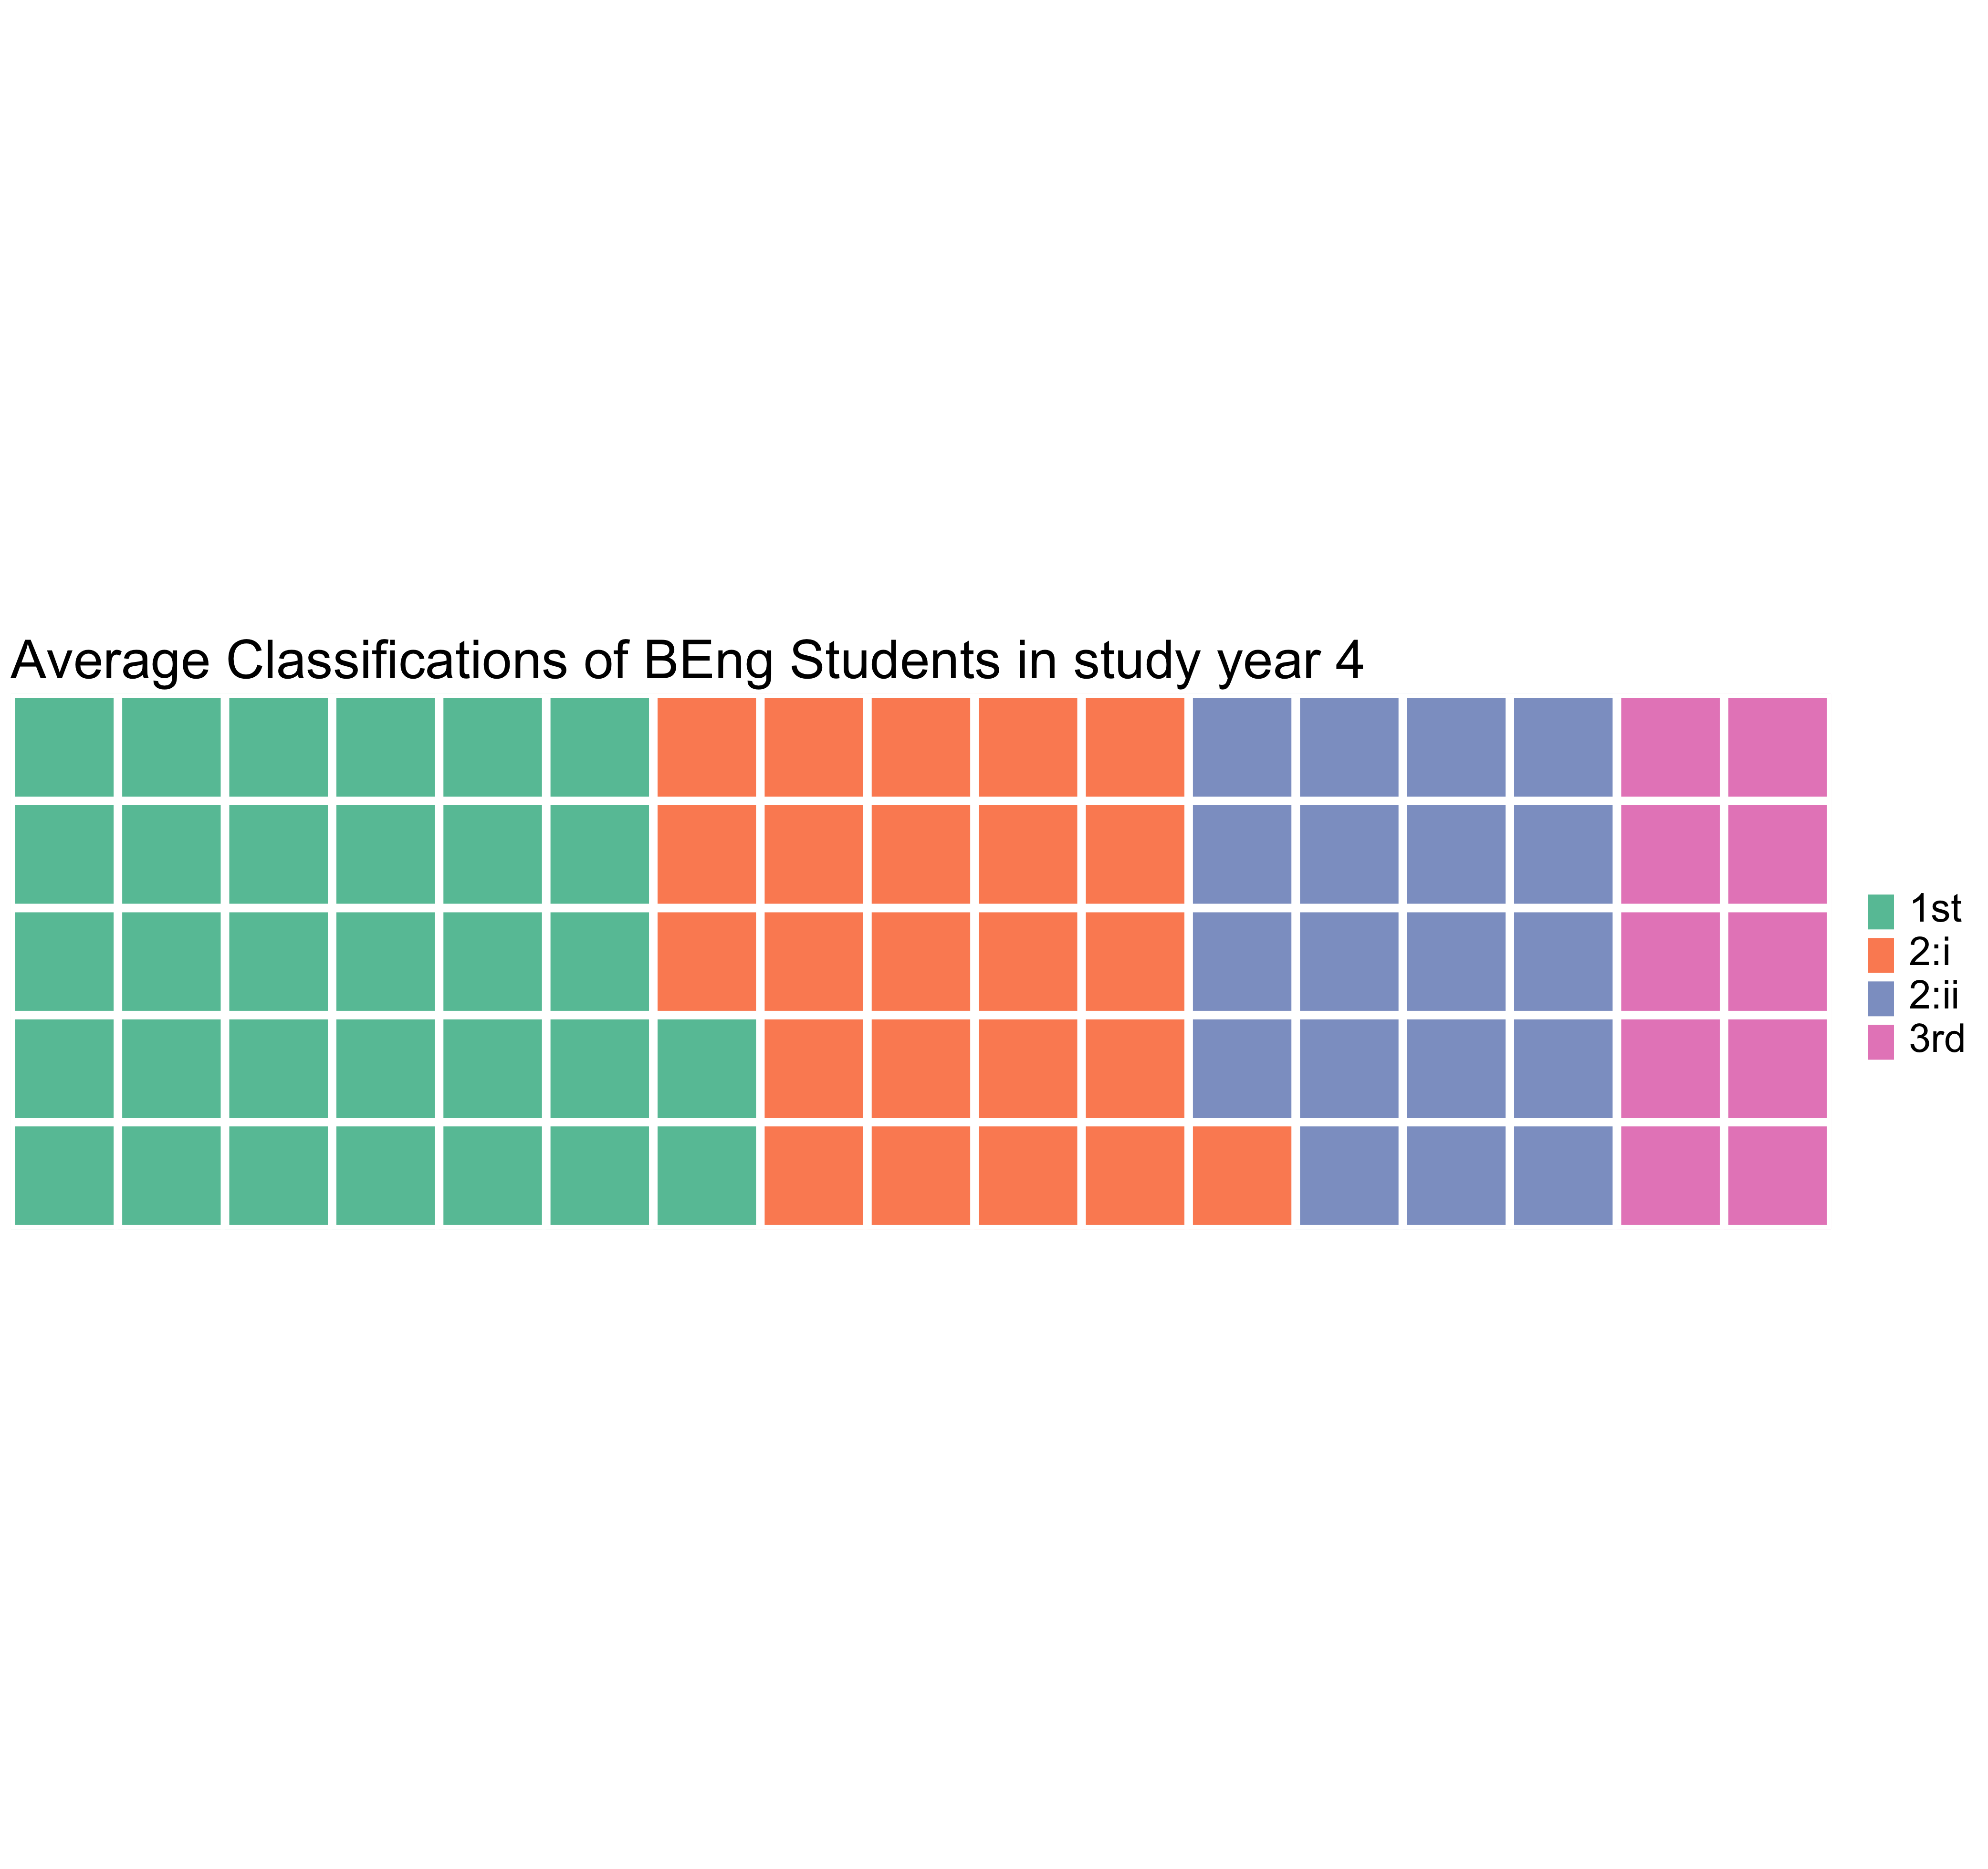 Average Classifications of BEng Students in study year 4
1st
2:i
2:ii
3rd